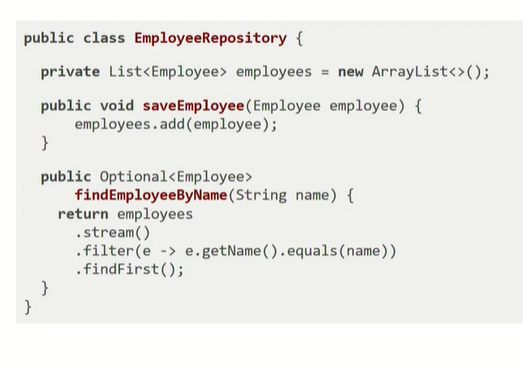 public class EmployeeRepository {
private List<Employee> employees = new ArrayList<>();
public void saveEmployee(Employee employee) {
employees.add(employee);
}
public Optional<Employee>
findEmployeeByName(String name) {
return employees
.stream()
.filter(e -> e.getName().equals(name))
.findFirst();
}
}